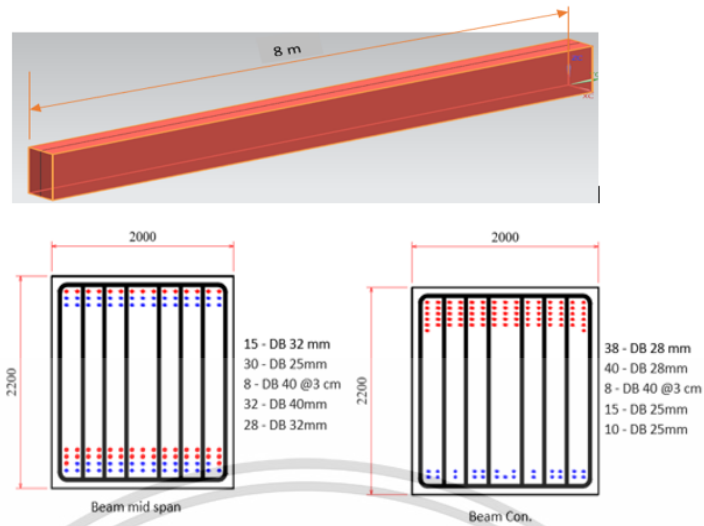 8 m
2000
2200
15 - DB 32 mm
30 - DB 25mm
8 - DB 40 @3 cm
32 - DB 40mm
28 - DB 32mm
Beam mid span
2000
2200
38 - DB 28 mm
40 - DB 28mm
8 - DB 40 @3 cm
15 - DB 25mm
10 - DB 25mm
Beam Con.